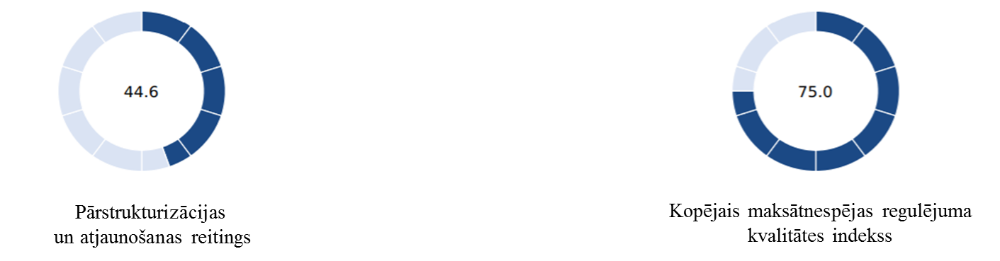 44.6
Pārstrukturizācijas
un atjaunošanas reitings
75.0
Kopējais maksātnespējas regulējuma
kvalitātes indekss